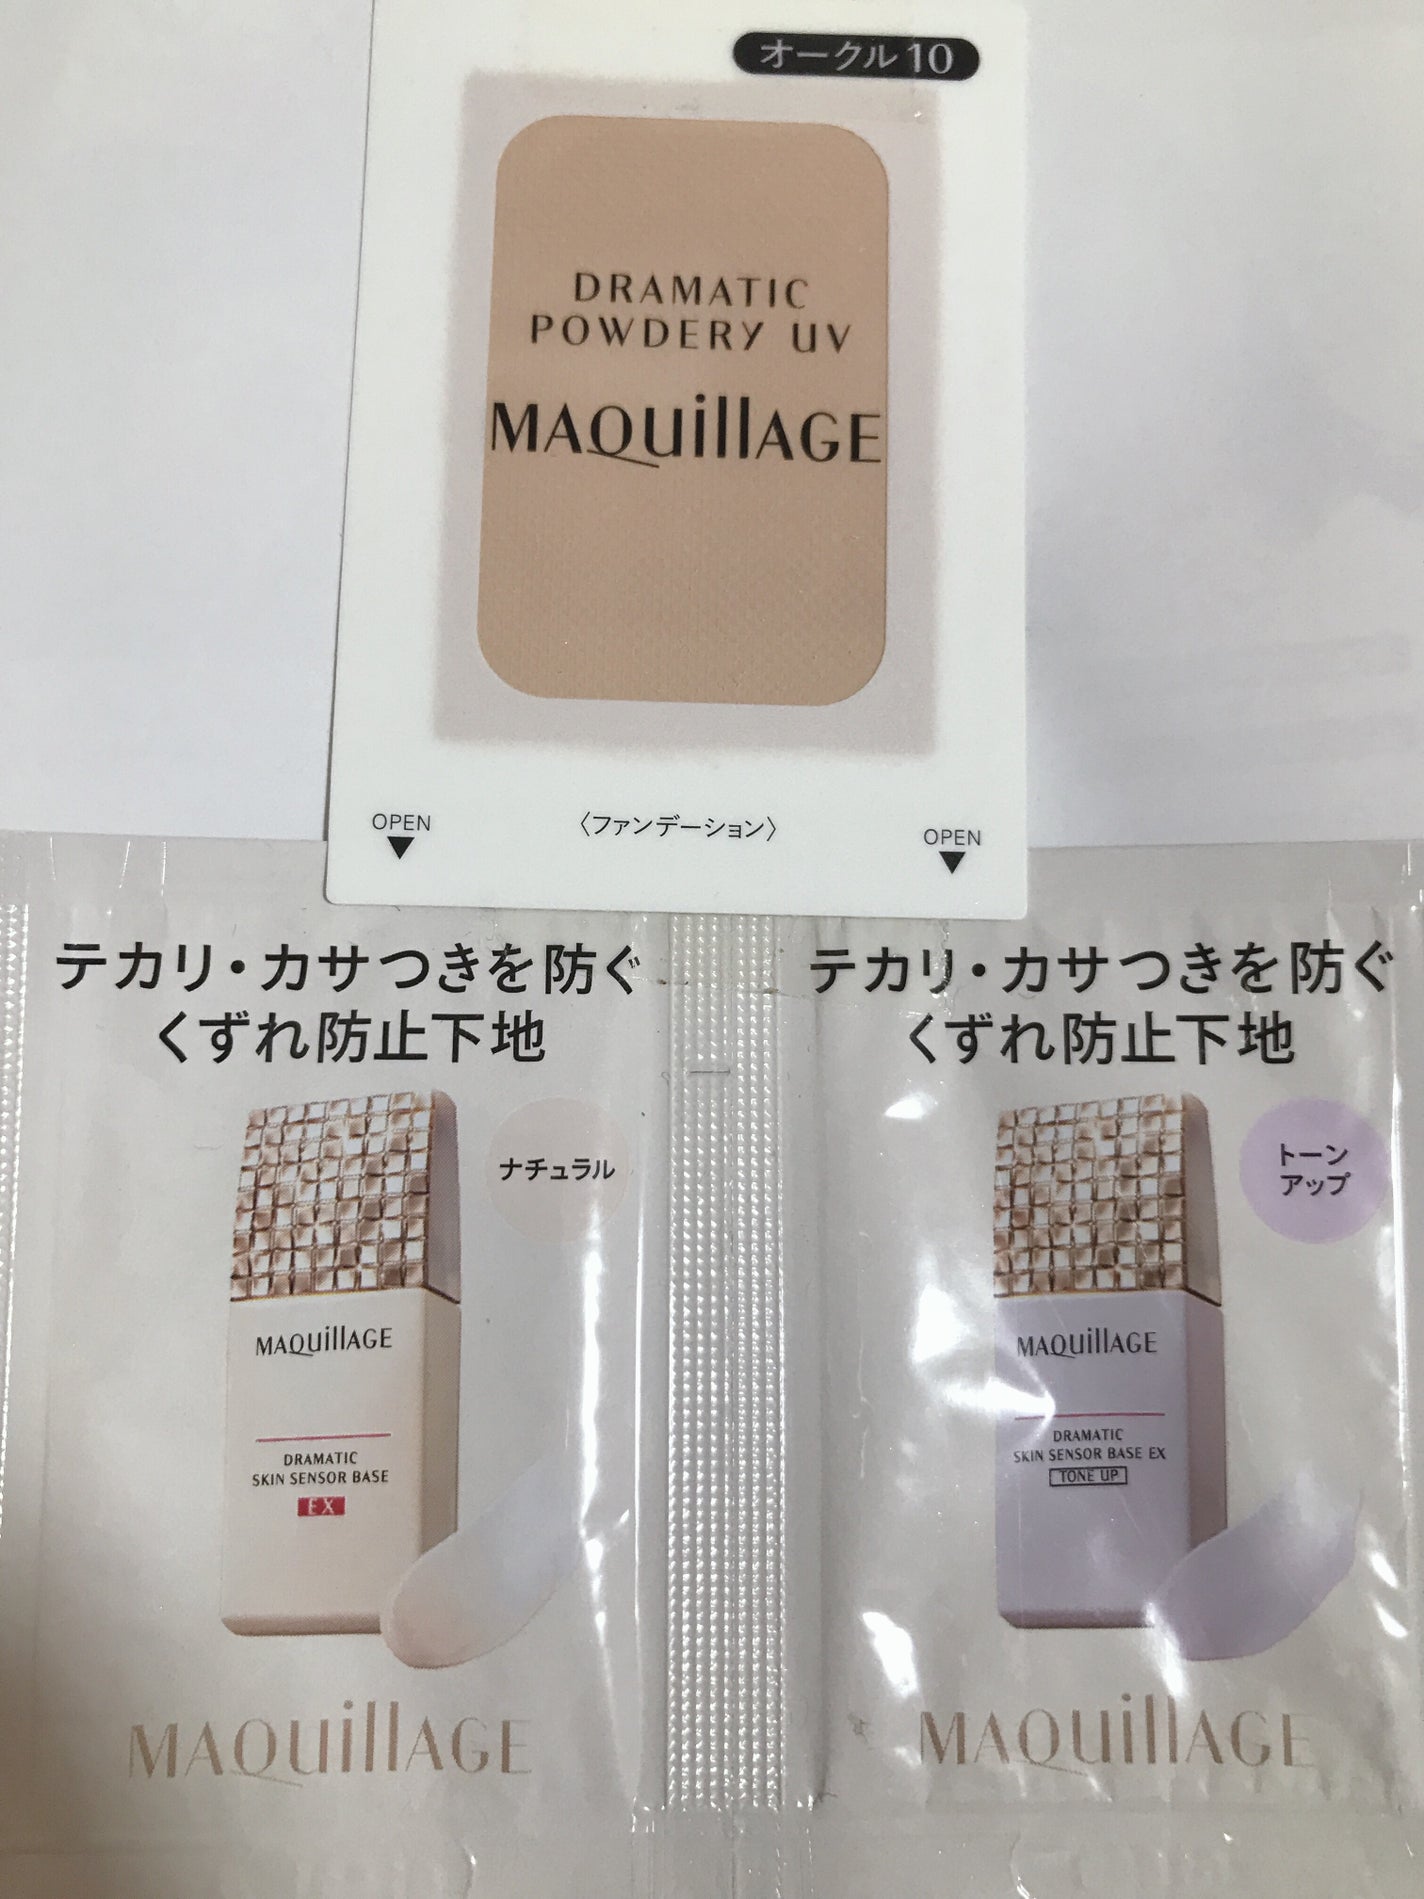 オークル10
DRAMATIC
POWDERY UV
MAQuillAGE
OPEN
〈ファンデーション〉
OPEN
テカリ・カサつきを防ぐ
くずれ防止下地
ナチュラル
MAQuillAGE
DRAMATIC
SKIN SENSOR BASE
EX
MAQuillAGE
テカリ・カサつきを防ぐ
くずれ防止下地
トーン
アップ
MAQuillAGE
DRAMATIC
SKIN SENSOR BASE EX
TONE UP
MAQuillAGE